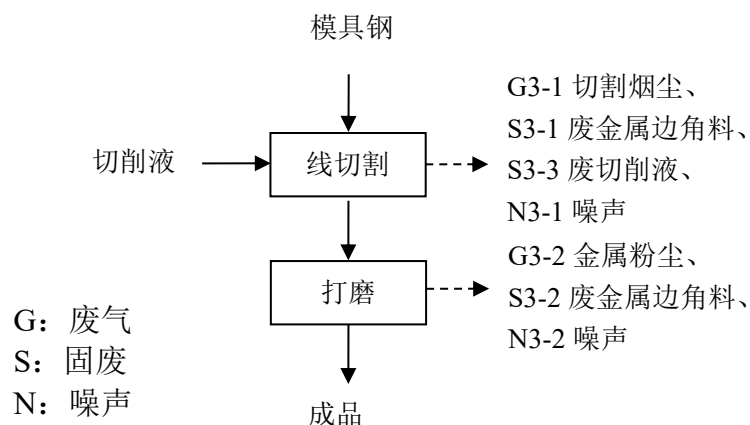 模具钢
G3-1 切割烟尘、
S3-1 废金属边角料、
切削液
线切割
S3-3 废切削液、
N3-1 噪声
G3-2 金属粉尘、
打磨
S3-2 废金属边角料、
N3-2 噪声
G：废气
S：固废
N：噪声
成品